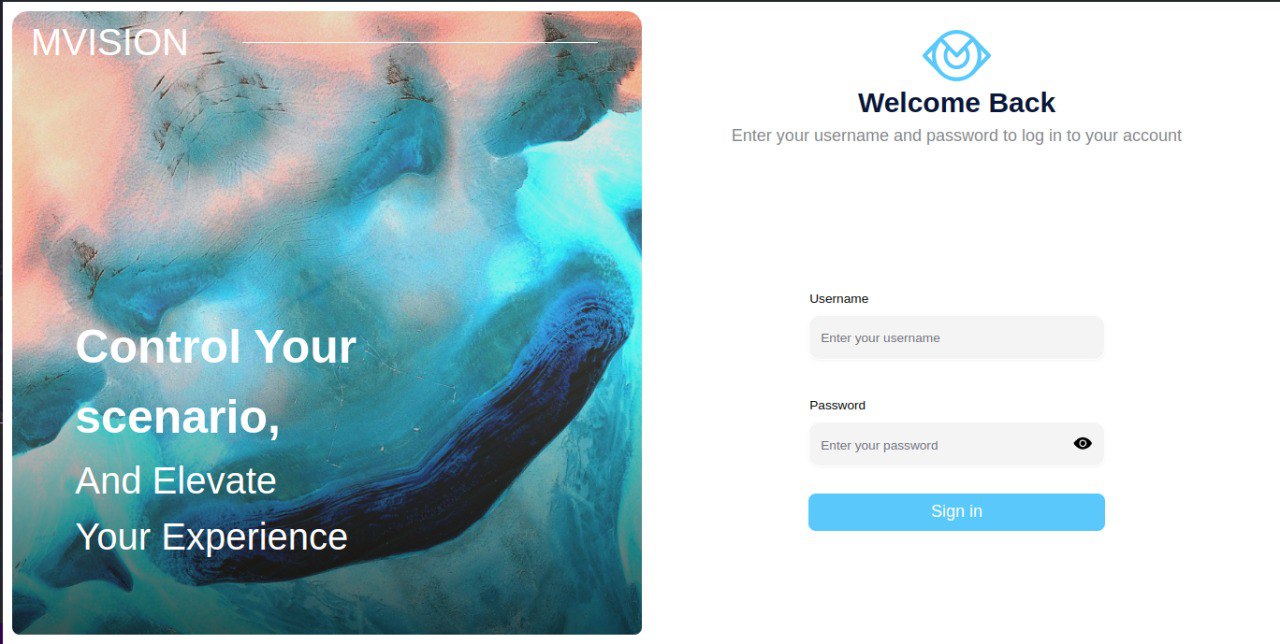 MVISION
Control Your
scenario,
And Elevate
Your Experience
Welcome Back
Enter your username and password to log in to your account
Username
Enter your username
Password
Enter your password
Sign in